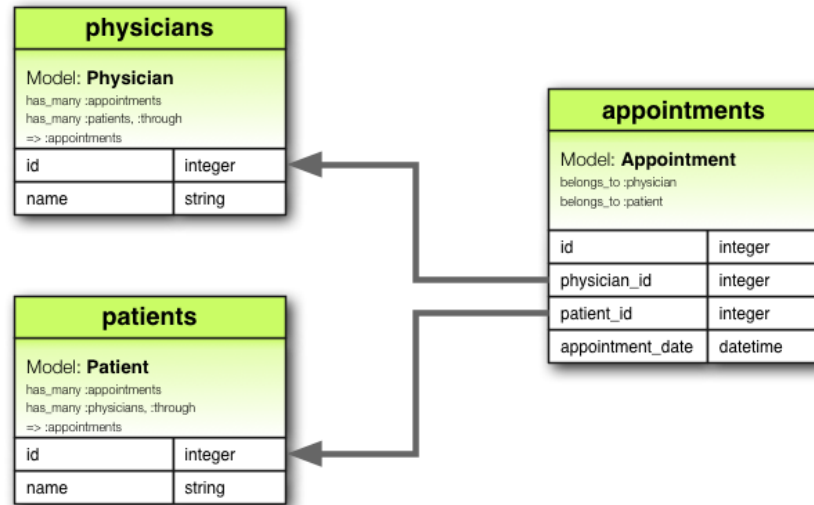 physicians
Model: Physician
has_many :appointments
has_many :patients, :through
=> :appointments
id integer
name string
patients
Model: Patient
has_many :appointments
has_many :physicians, :through
=> :appointments
id integer
name string
appointments
Model: Appointment
belongs_to :physician
belongs_to :patient
id integer
physician_id integer
patient_id integer
appointment_date datetime